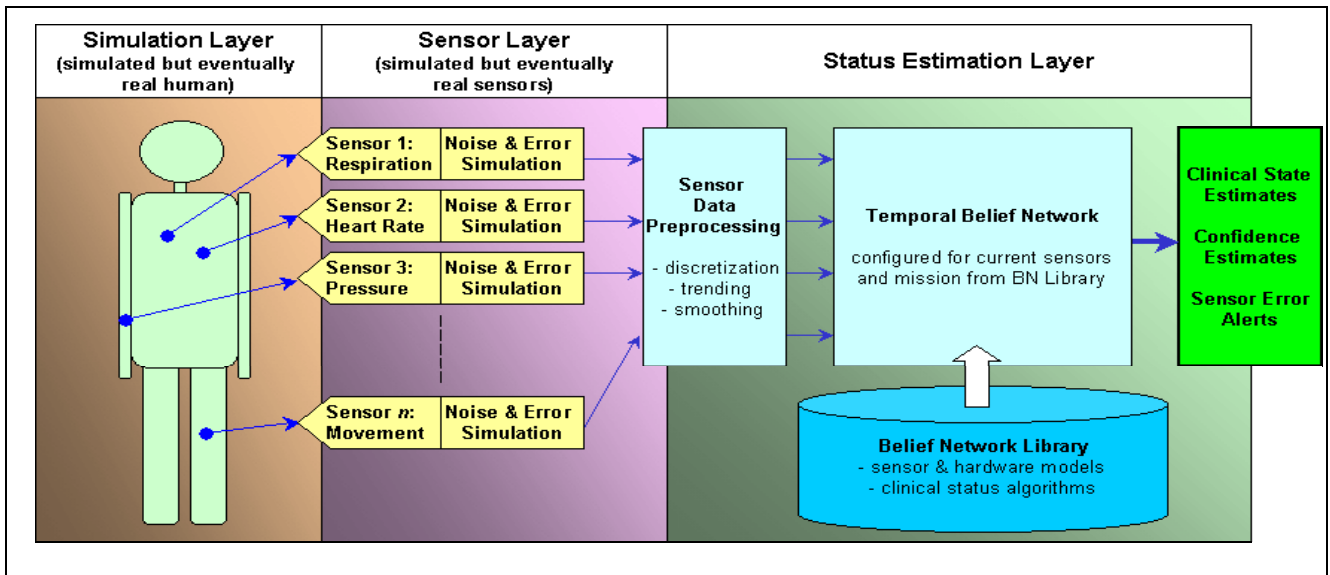 Simulation Layer
(simulated but eventually
real human)
Sensor Layer
(simulated but eventually
real sensors)
Status Estimation Layer
Sensor 1:
Respiration
Noise & Error
Simulation
Sensor 2:
Heart Rate
Noise & Error
Simulation
Sensor 3:
Pressure
Noise & Error
Simulation
Sensor n:
Movement
Noise & Error
Simulation
Sensor
Data
Preprocessing
- discretization
- trending
- smoothing
Temporal Belief Network
configured for current sensors
and mission from BN Library
Belief Network Library
- sensor & hardware models
- clinical status algorithms
Clinical State
Estimates
Confidence
Estimates
Sensor Error
Alerts